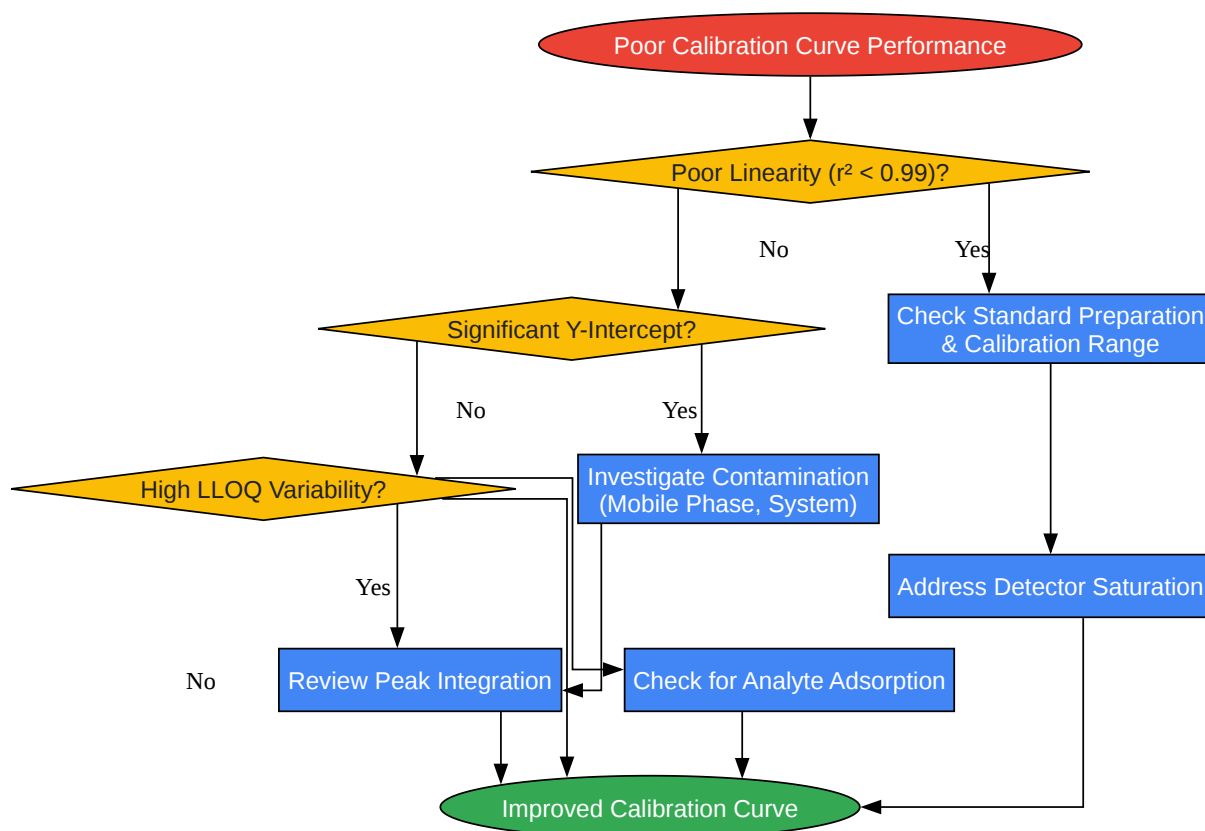 Poor Calibration Curve Performance
Poor Linearity (r² < 0.99)?
No
Yes
Check Standard Preparation
& Calibration Range
Significant Y-Intercept?
No
Yes
Investigate Contamination
(Mobile Phase, System)
High LLOQ Variability?
Address Detector Saturation
Yes
No
Review Peak Integration
Check for Analyte Adsorption
Improved Calibration Curve